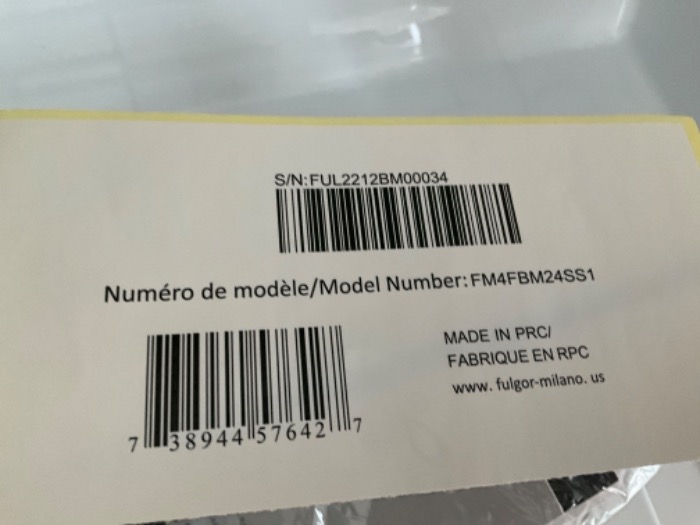 S/N:FUL2212BM00034
Numéro de modèle/Model Number: FM4FBM24SS1
MADE IN PRC/
FABRIQUE EN RPC
www. fulgor-milano. us
7 38944 57642 7